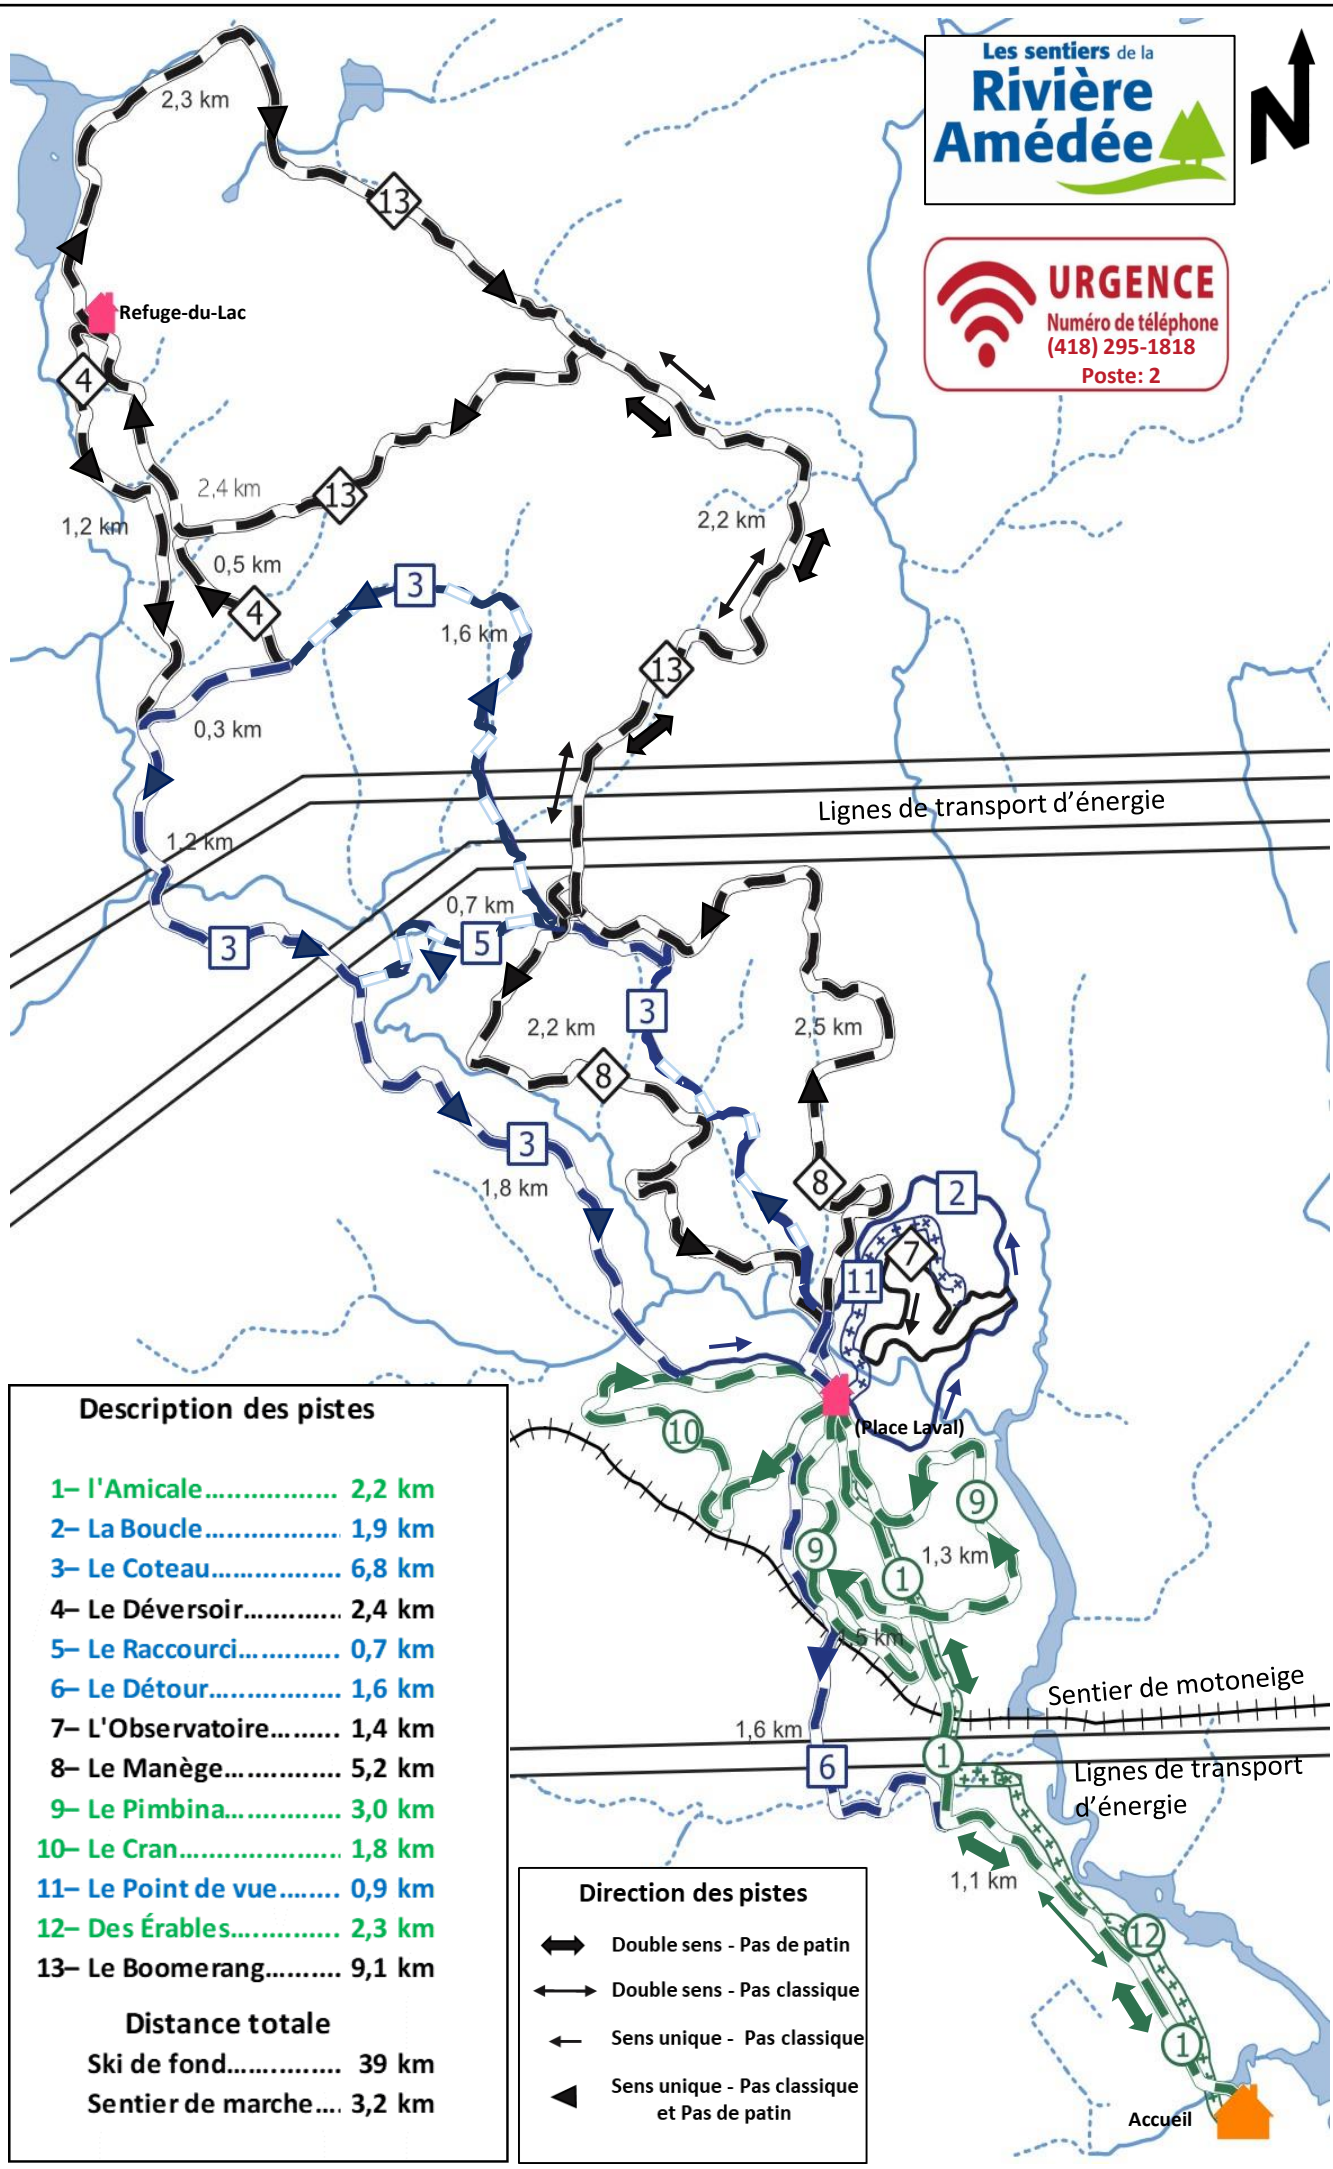 Les sentiers de la
Rivière
Amédée
N
URGENCE
Numéro de téléphone
(418) 295-1818
Poste: 2
2,3 km
13
Refuge-du-Lac
4
2,4 km
13
1,2 km
2,2 km
0,5 km
3
4
1,6 km
13
0,3 km
Lignes de transport d'énergie
1,2 km
0,7 km
3
5
3
2,2 km
2,5 km
8
3
1,8 km
8
2
7
11
10
(Place Laval)
9
9
1,3 km
1
1,5 km
Sentier de motoneige
1,6 km
1
6
Lignes de transport
d'énergie
1,1 km
12
1
Accueil
Description des pistes
1– l'Amicale................... 2,2 km
2– La Boucle................... 1,9 km
3– Le Coteau................... 6,8 km
4– Le Déversoir............. 2,4 km
5– Le Raccourci.............. 0,7 km
6– Le Détour................... 1,6 km
7– L'Observatoire........ 1,4 km
8– Le Manège................ 5,2 km
9– Le Pimbina................ 3,0 km
10– Le Cran...................... 1,8 km
11– Le Point de vue........ 0,9 km
12– Des Érables............... 2,3 km
13– Le Boomerang.......... 9,1 km
Distance totale
Ski de fond................ 39 km
Sentier de marche.... 3,2 km
Direction des pistes
Double sens - Pas de patin
Double sens - Pas classique
Sens unique - Pas classique
Sens unique - Pas classique
et Pas de patin